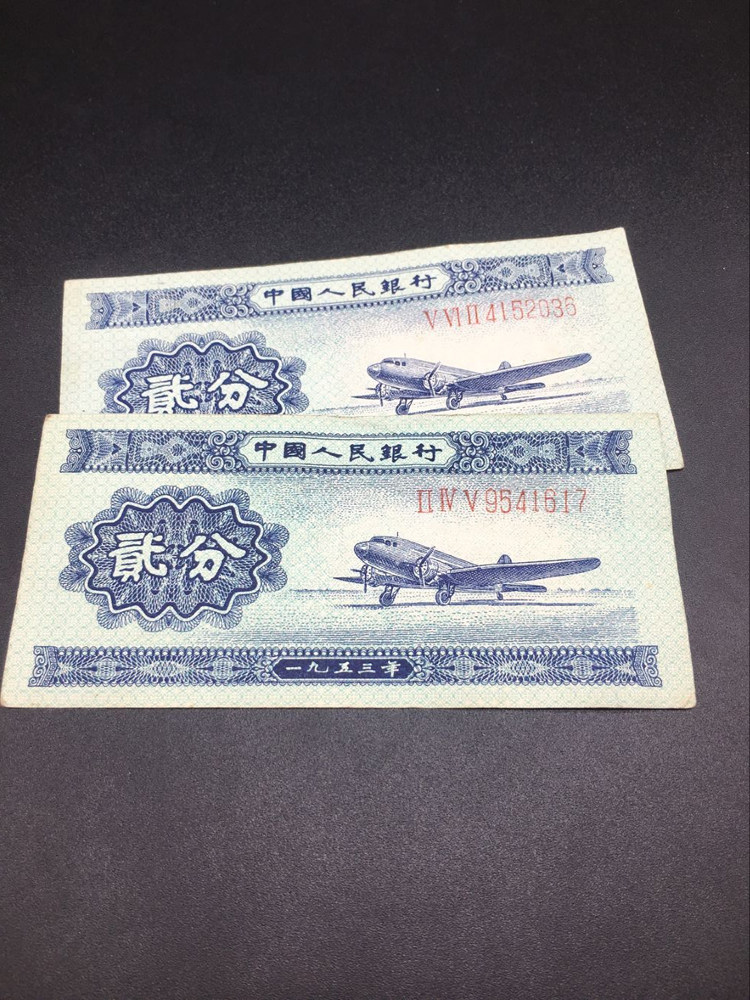 中國人民銀行
V VI II 4152036
貳分
中國人民銀行
II IV V 9541617
貳分
一九五三年